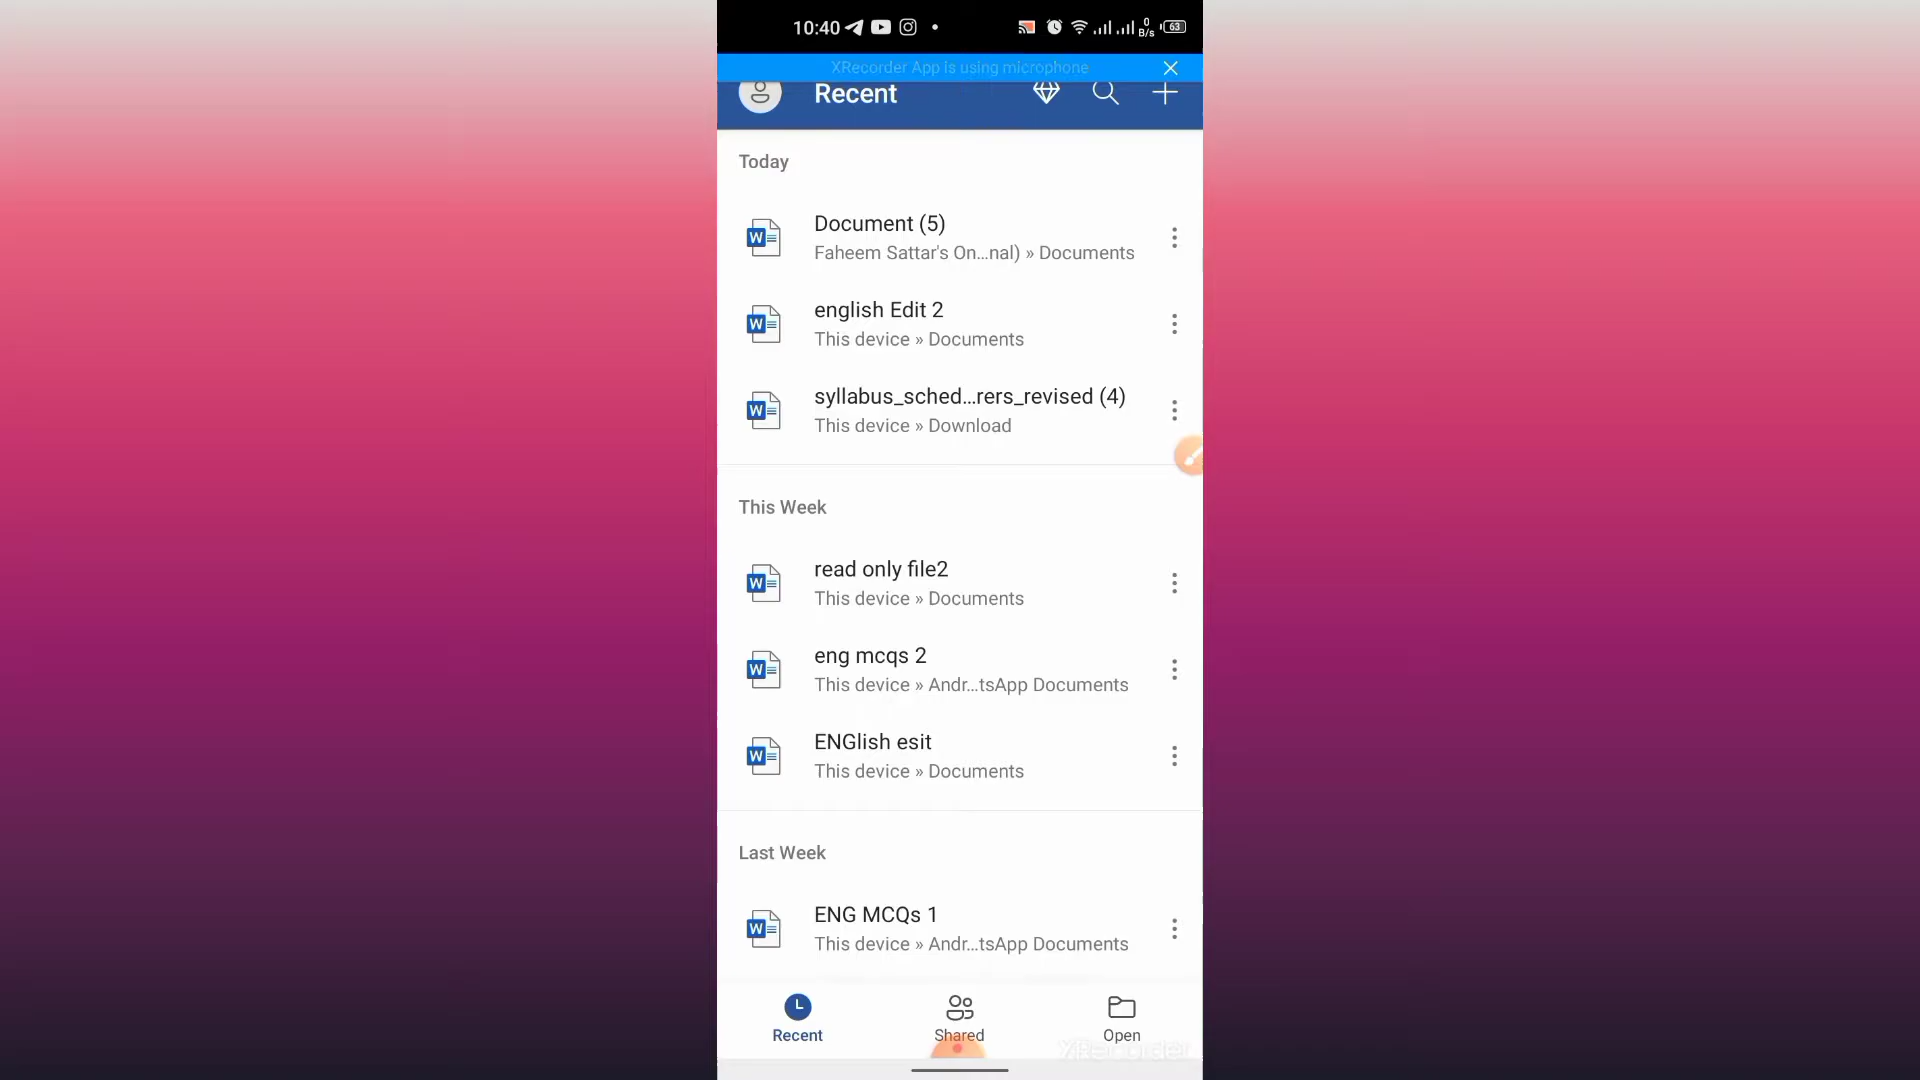 10:40
0
B/s
63
XRecorder App is using microphone
Recent
Today
Document (5)
Faheem Sattar's On...nal) » Documents
english Edit 2
This device » Documents
syllabus_sched...rers_revised (4)
This device » Download
This Week
read only file2
This device » Documents
eng mcqs 2
This device » Andr...tsApp Documents
ENGlish esit
This device » Documents
Last Week
ENG MCQs 1
This device » Andr...tsApp Documents
Recent
Shared
Open
XRecorder